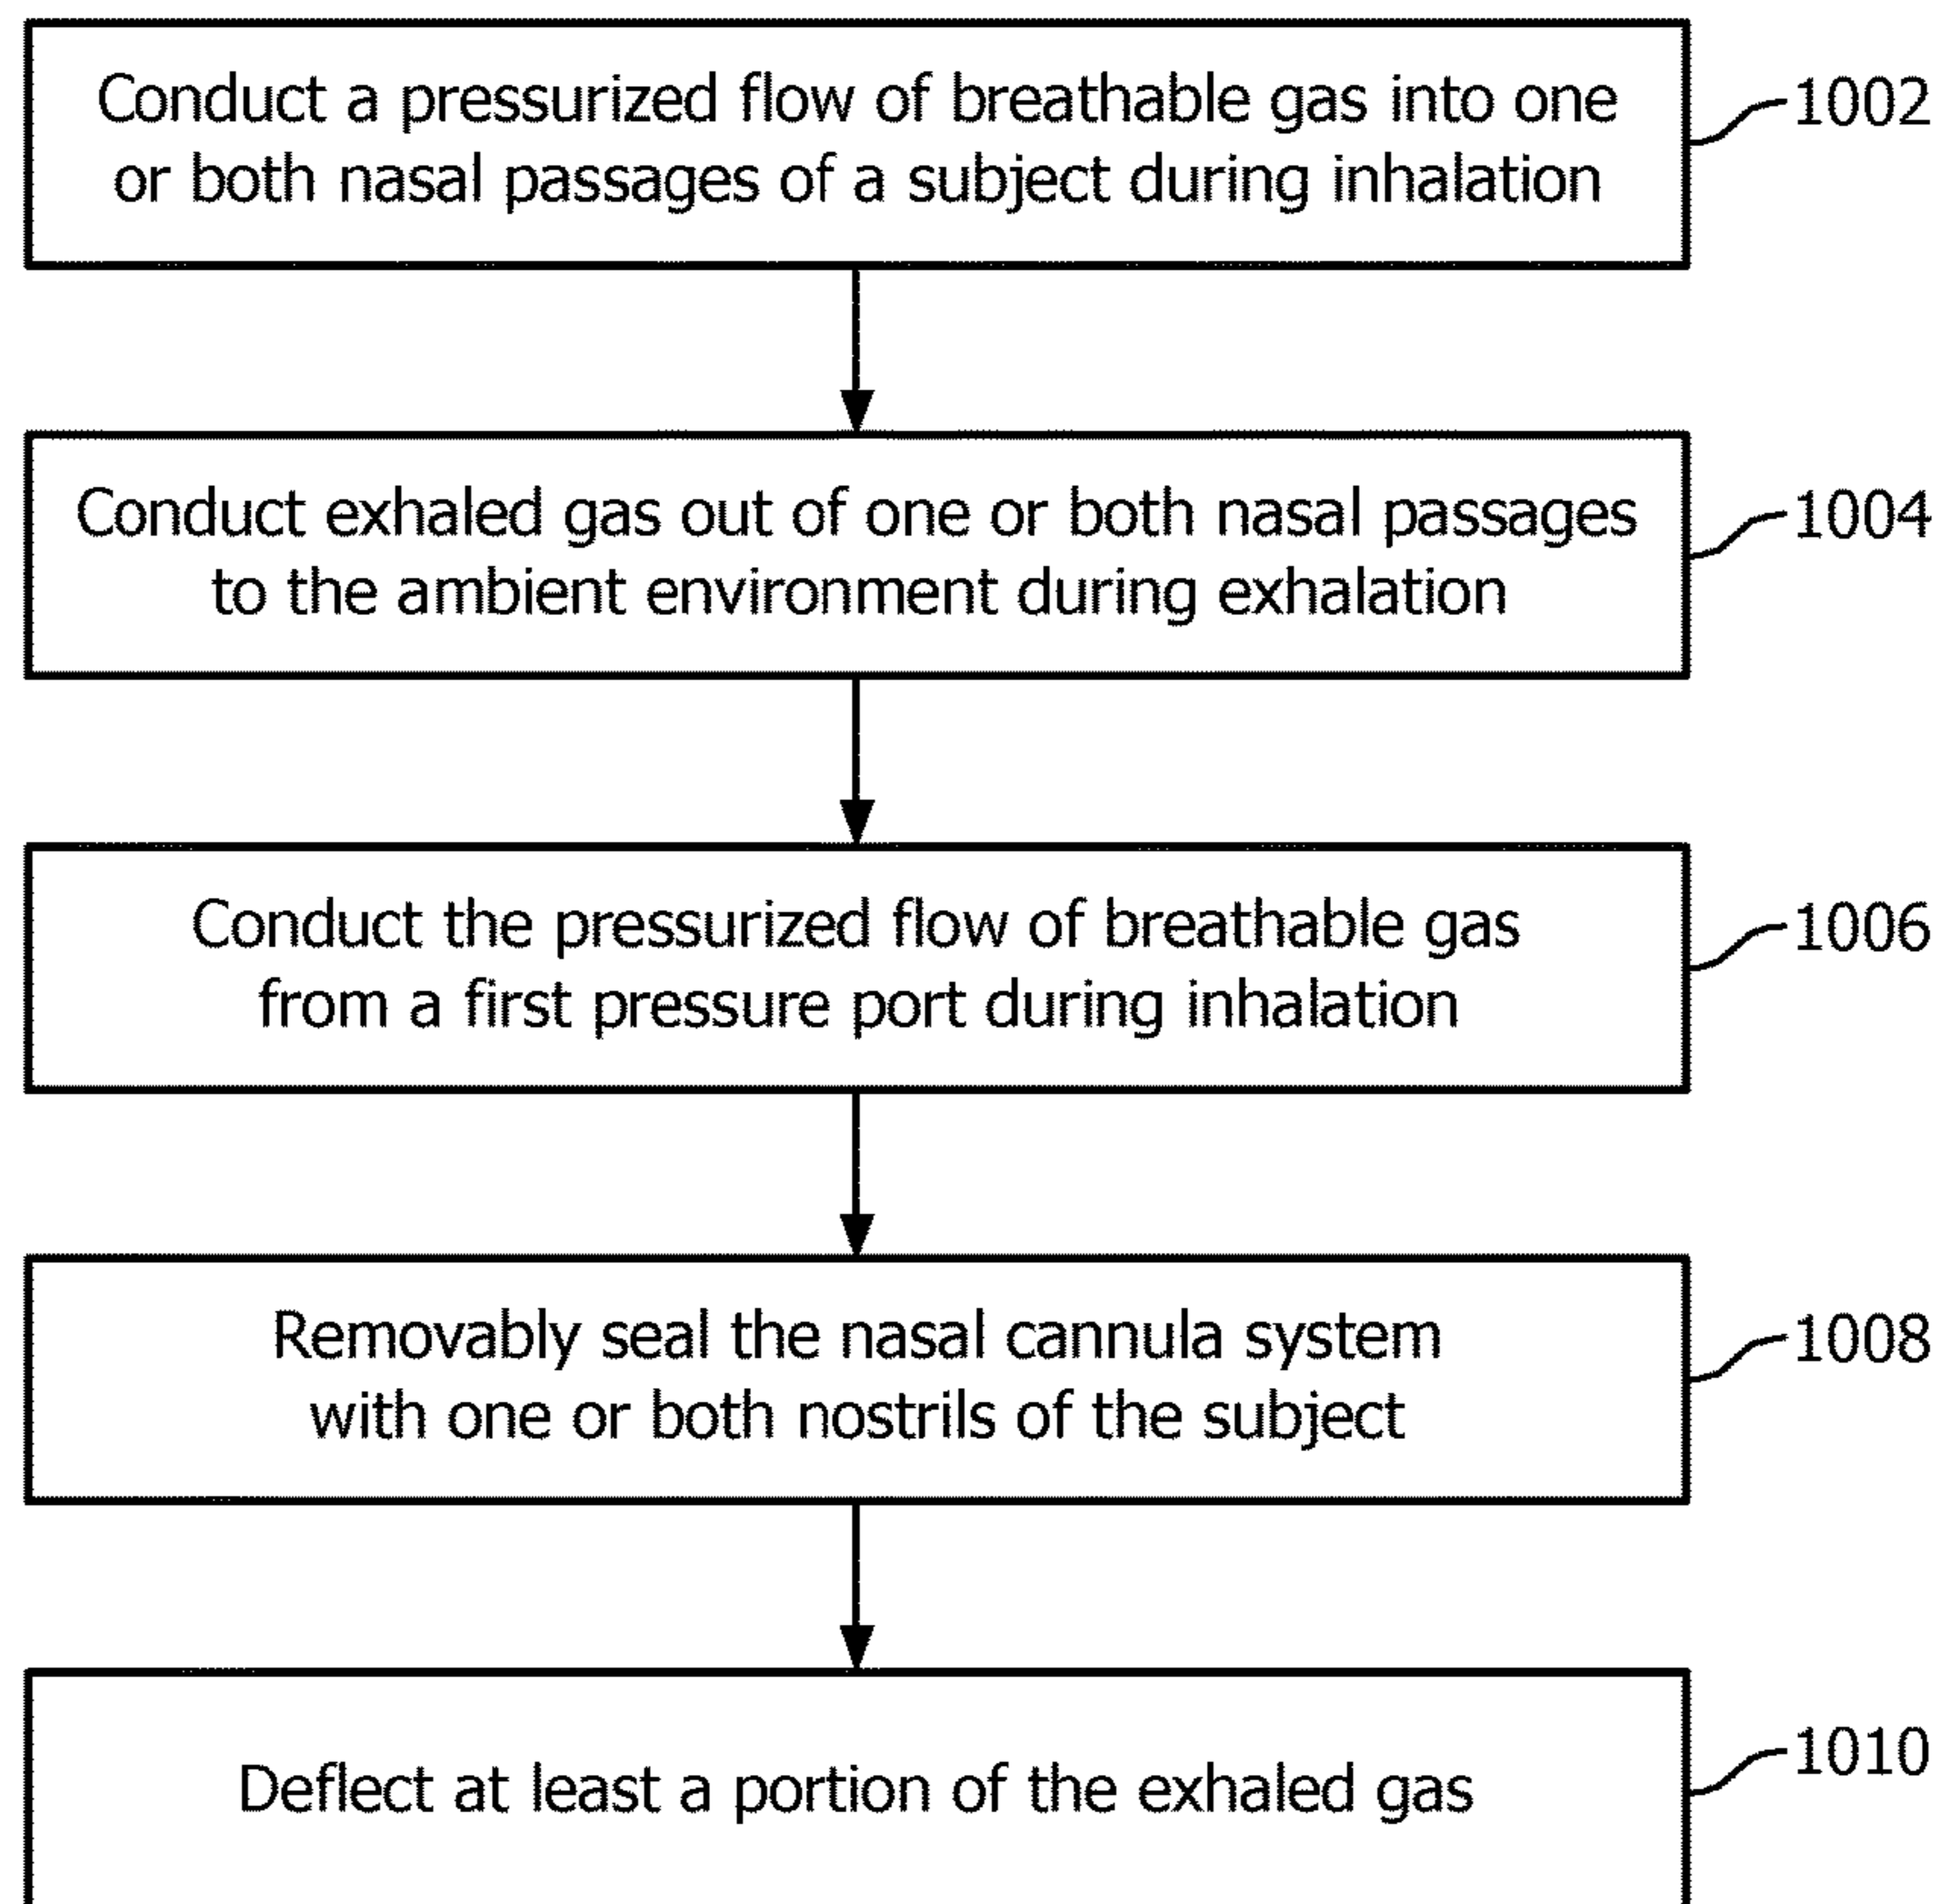 Conduct a pressurized flow of breathable gas into one
or both nasal passages of a subject during inhalation
1002
Conduct exhaled gas out of one or both nasal passages
to the ambient environment during exhalation
1004
Conduct the pressurized flow of breathable gas
from a first pressure port during inhalation
1006
Removably seal the nasal cannula system
with one or both nostrils of the subject
1008
Deflect at least a portion of the exhaled gas
1010